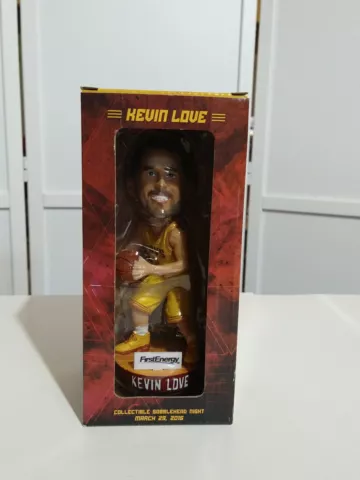 KEVIN LOVE
FirstEnergy
KEVIN LOVE
COLLECTIBLE BOBBLEHEAD NIGHT
MARCH 29, 2016